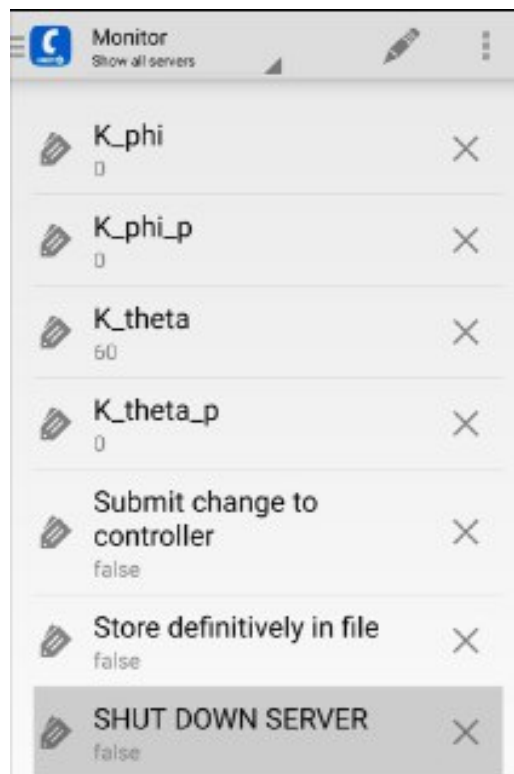 Monitor
Show all servers
K_phi
0
K_phi_p
0
K_theta
60
K_theta_p
0
Submit change to
controller
false
Store definitively in file
false
SHUT DOWN SERVER
false